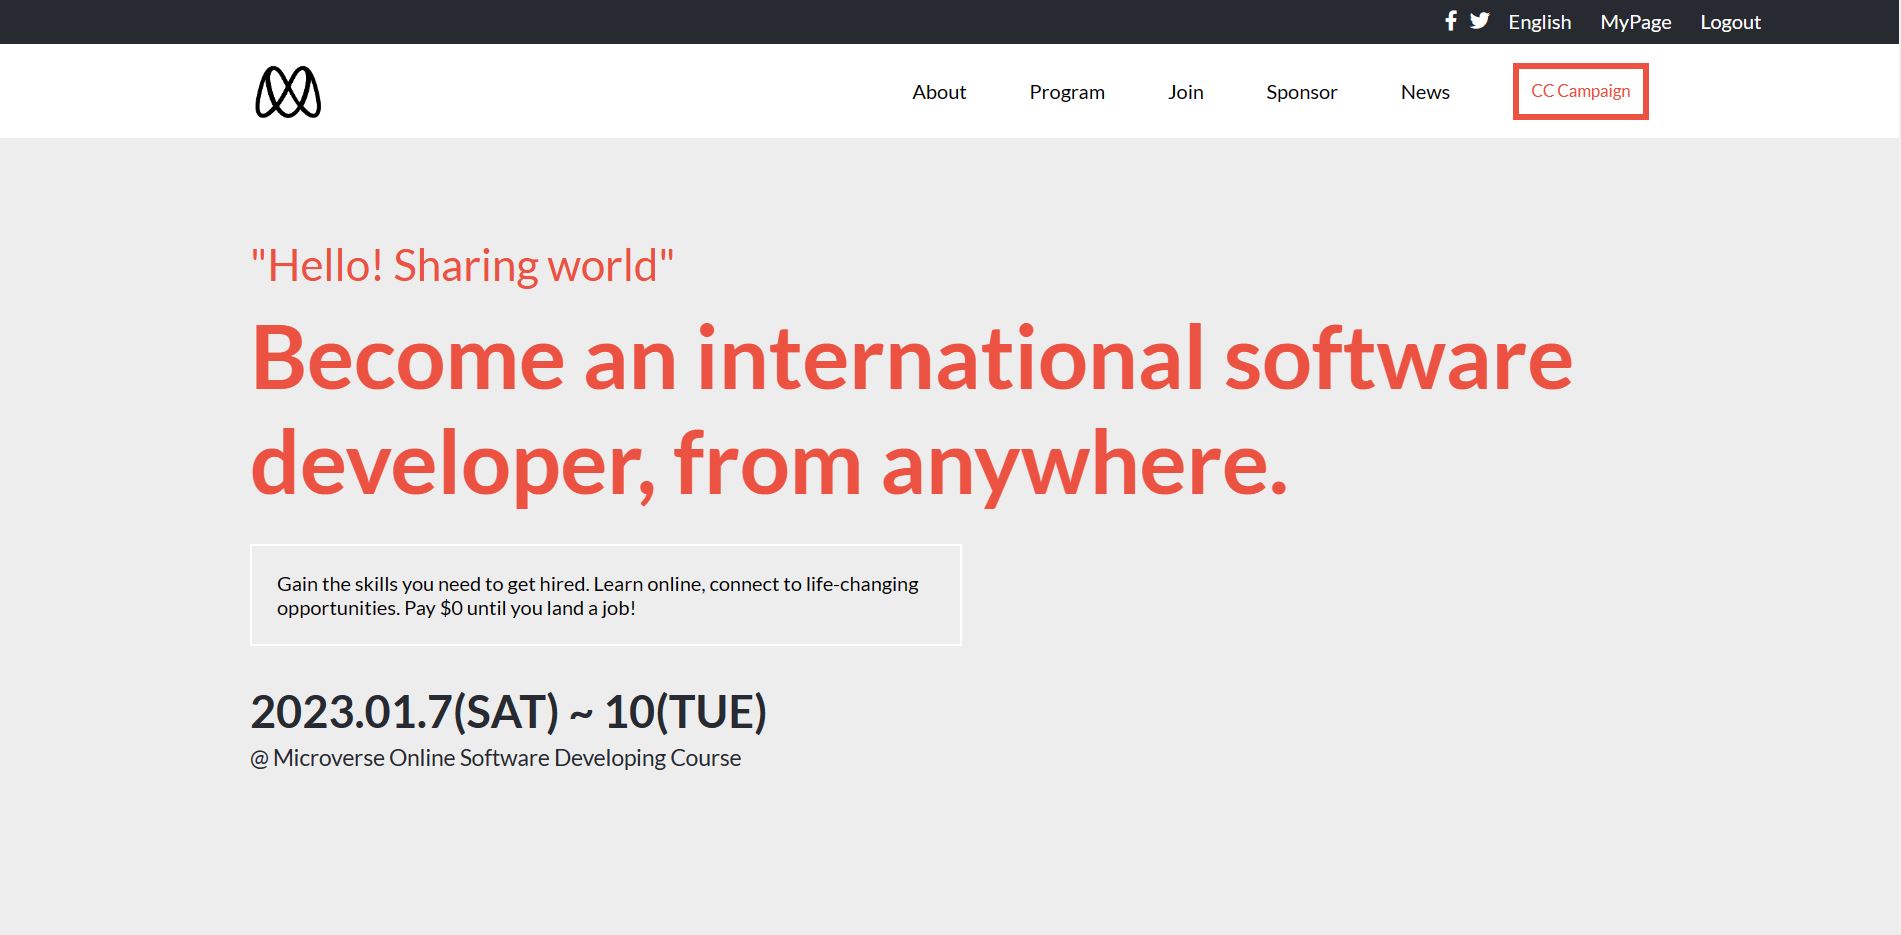 English MyPage Logout
About Program Join Sponsor News CC Campaign
"Hello! Sharing world"
Become an international software
developer, from anywhere.
Gain the skills you need to get hired. Learn online, connect to life-changing
opportunities. Pay $0 until you land a job!
2023.01.7(SAT) ~ 10(TUE)
@ Microverse Online Software Developing Course